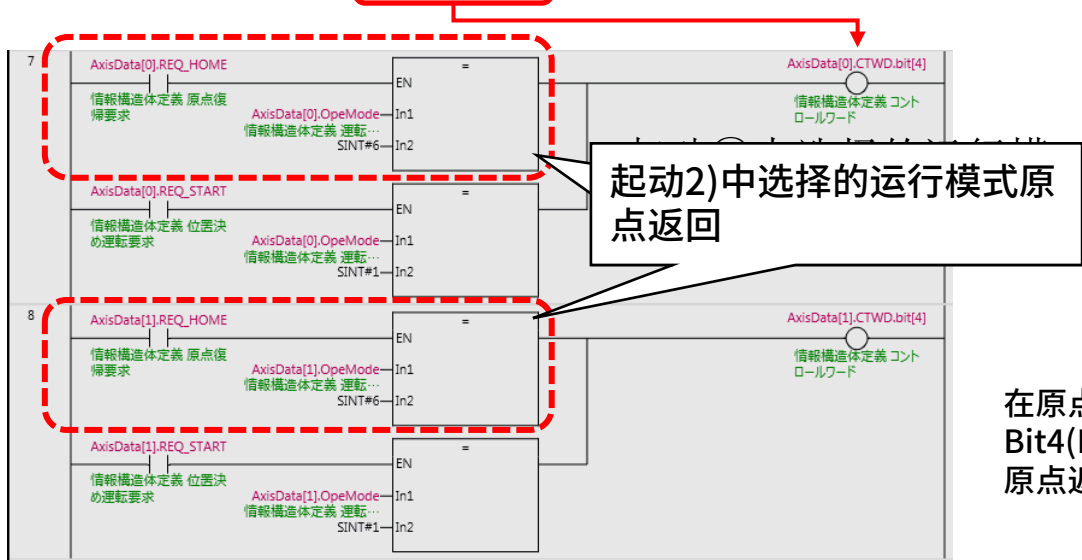 7
AxisData[0].REQ_HOME
情報構造体定義 原点復
帰要求
=
EN
AxisData[0].OpeMode
In1
情報構造体定義 運転…
SINT#6
In2
AxisData[0].CTWD.bit[4]
情報構造体定義 コント
ロールワード
AxisData[0].REQ_START
情報構造体定義 位置決
め運転要求
=
EN
AxisData[0].OpeMode
In1
情報構造体定義 運転…
SINT#1
In2
起动2)中选择的运行模式原
点返回
8
AxisData[1].REQ_HOME
情報構造体定義 原点復
帰要求
=
EN
AxisData[1].OpeMode
In1
情報構造体定義 運転…
SINT#6
In2
AxisData[1].CTWD.bit[4]
情報構造体定義 コント
ロールワード
AxisData[1].REQ_START
情報構造体定義 位置決
め運転要求
=
EN
AxisData[1].OpeMode
In1
情報構造体定義 運転…
SINT#1
In2
在原
Bit4(
原点